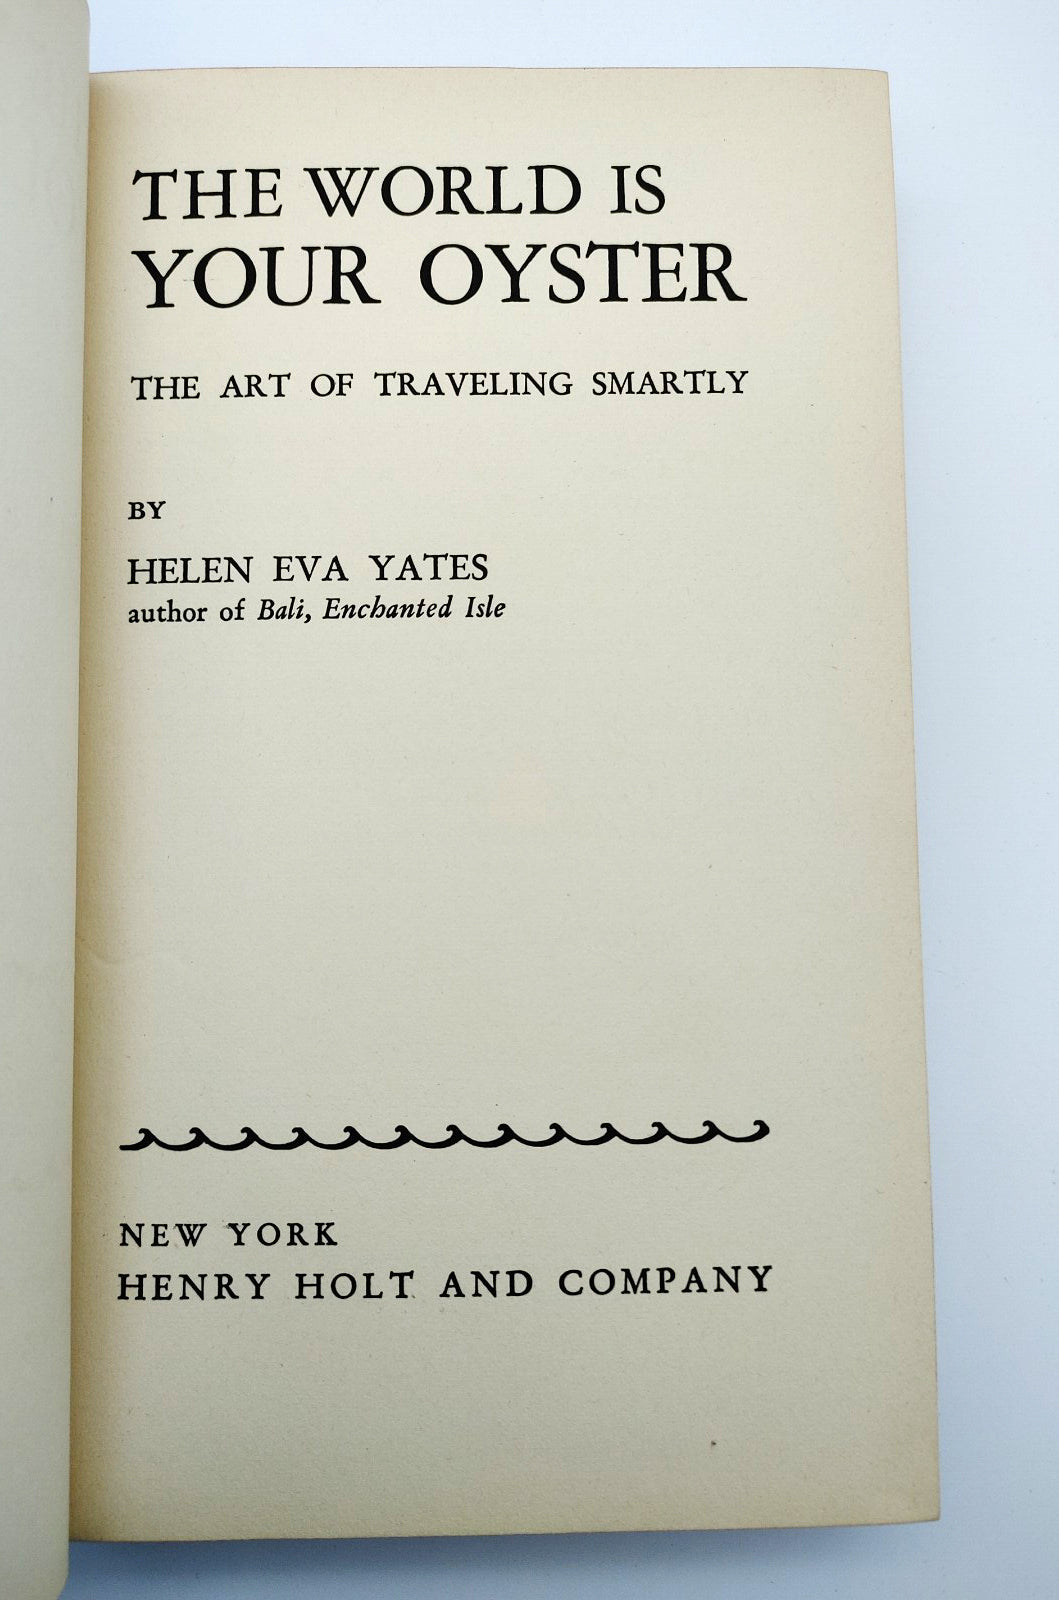 THE WORLD IS
YOUR OYSTER
THE ART OF TRAVELING SMARTLY
BY
HELEN EVA YATES
author of Bali, Enchanted Isle
NEW YORK
HENRY HOLT AND COMPANY